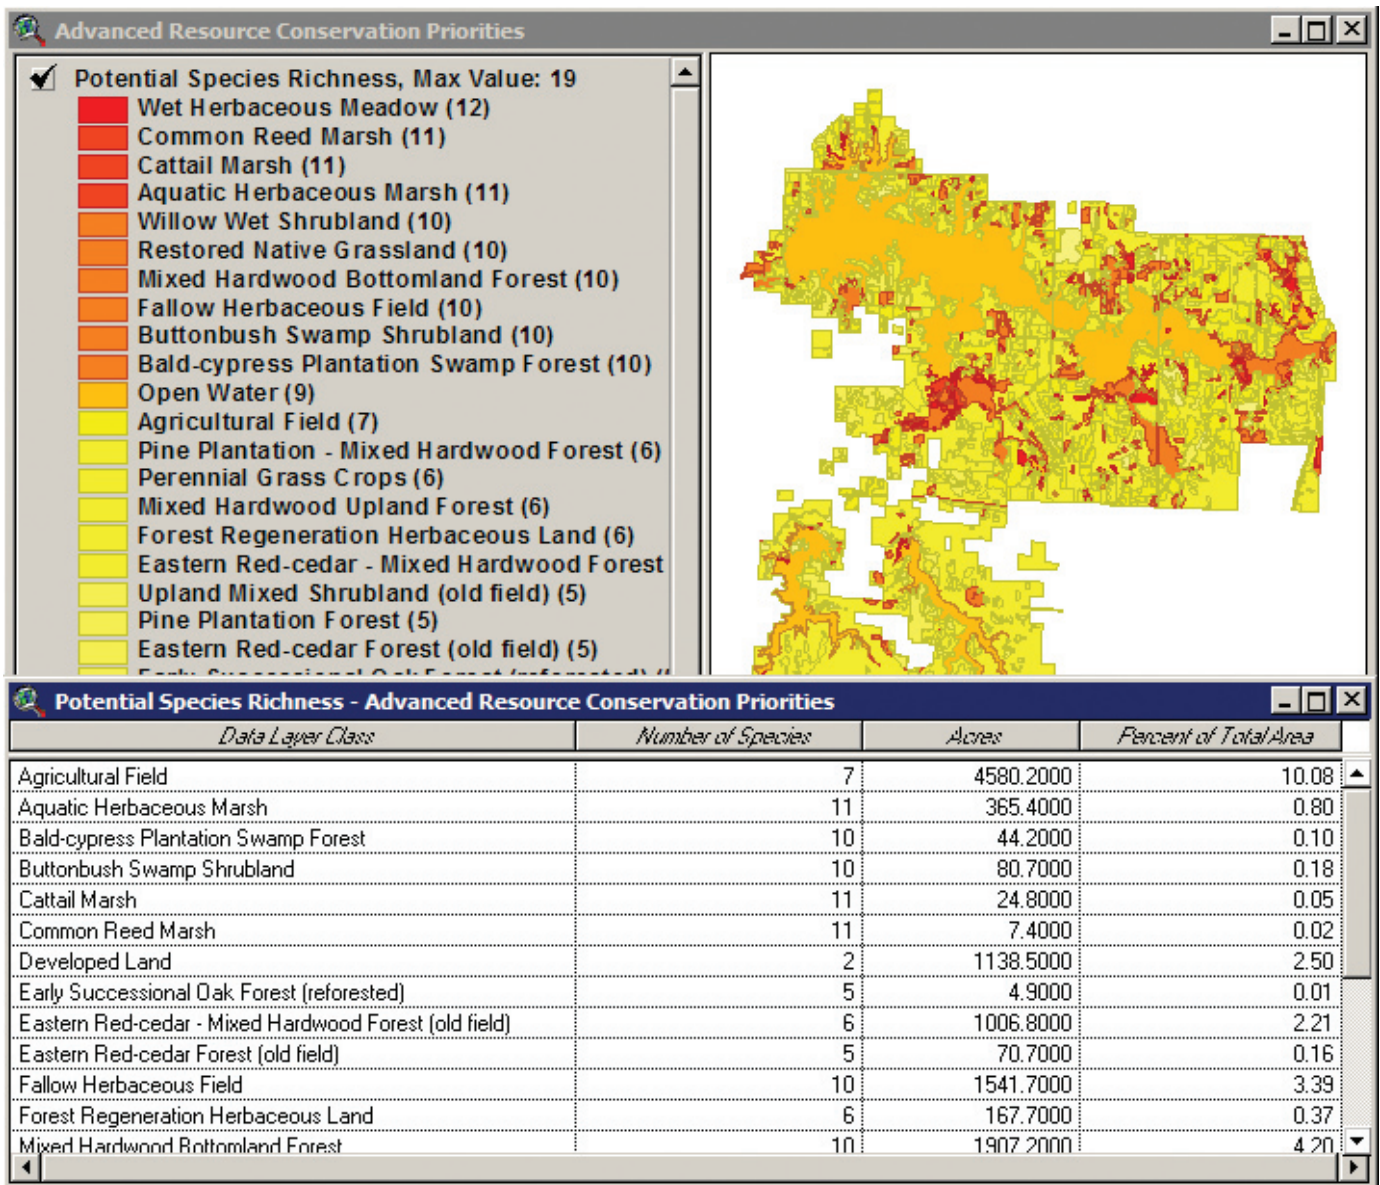 Advanced Resource Conservation Priorities
Potential Species Richness, Max Value: 19
Wet Herbaceous Meadow (12)
Common Reed Marsh (11)
Cattail Marsh (11)
Aquatic Herbaceous Marsh (11)
Willow Wet Shrubland (10)
Restored Native Grassland (10)
Mixed Hardwood Bottomland Forest (10)
Fallow Herbaceous Field (10)
Buttonbush Swamp Shrubland (10)
Bald-cypress Plantation Swamp Forest (10)
Open Water (9)
Agricultural Field (7)
Pine Plantation - Mixed Hardwood Forest (6)
Perennial Grass Crops (6)
Mixed Hardwood Upland Forest (6)
Forest Regeneration Herbaceous Land (6)
Eastern Red-cedar - Mixed Hardwood Forest
Upland Mixed Shrubland (old field) (5)
Pine Plantation Forest (5)
Eastern Red-cedar Forest (old field) (5)
Early Successional Oak Forest (reforested)
Potential Species Richness - Advanced Resource Conservation Priorities
Data Layer Class Number of Species Acres Percent of Total Area
Agricultural Field 7 4580.2000 10.08
Aquatic Herbaceous Marsh 11 365.4000 0.80
Bald-cypress Plantation Swamp Forest 10 44.2000 0.10
Buttonbush Swamp Shrubland 10 80.7000 0.18
Cattail Marsh 11 24.8000 0.05
Common Reed Marsh 11 7.4000 0.02
Developed Land 2 1138.5000 2.50
Early Successional Oak Forest (reforested) 5 4.9000 0.01
Eastern Red-cedar - Mixed Hardwood Forest (old field) 6 1006.8000 2.21
Eastern Red-cedar Forest (old field) 5 70.7000 0.16
Fallow Herbaceous Field 10 1541.7000 3.39
Forest Regeneration Herbaceous Land 6 167.7000 0.37
Mixed Hardwood Bottomland Forest 10 1907.2000 4.20